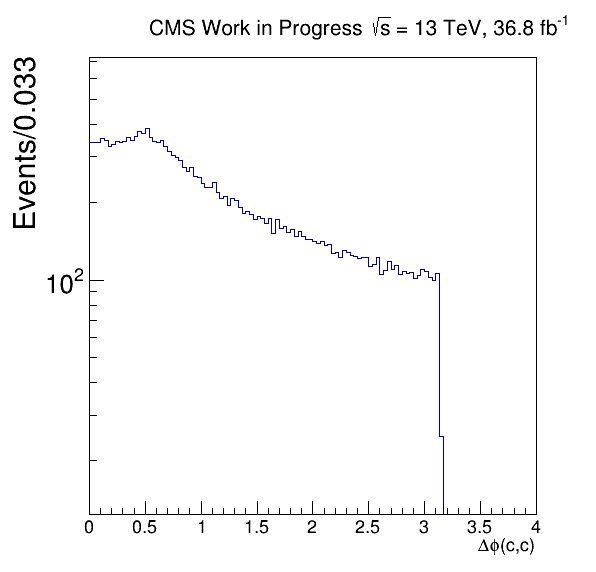 CMS Work in Progress √s = 13 TeV, 36.8 fb⁻¹
Events/0.033
10²
0 0.5 1 1.5 2 2.5 3 3.5 4
Δϕ(c,c)